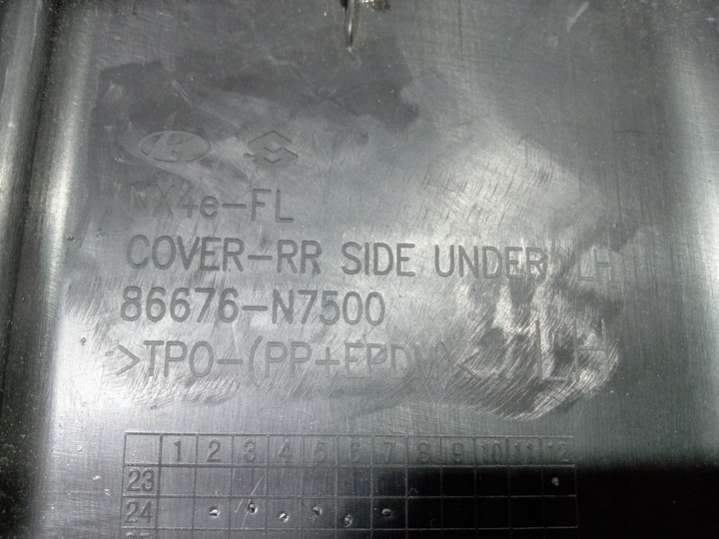 NX4e-FL
COVER-RR SIDE UNDER, LH
86676-N7500
>TPO-(PP+EPDM)< LH
1 2 3 4 5 6 7 8 9 10 11 12
23
24